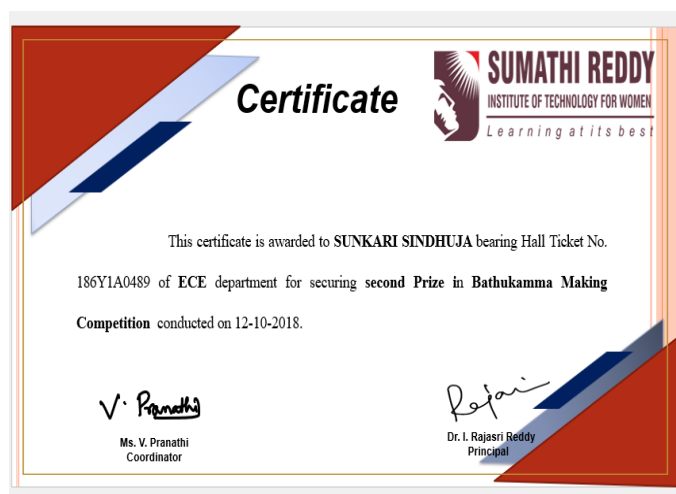 Certificate
SUMATHI REDDY
INSTITUTE OF TECHNOLOGY FOR WOMEN
Learning at its best
This certificate is awarded to SUNKARI SINDHUJA bearing Hall Ticket No.
186Y1A0489 of ECE department for securing second Prize in Bathukamma Making
Competition conducted on 12-10-2018.
V. Pranathi
Ms. V. Pranathi
Coordinator
Dr. I. Rajasri Reddy
Principal